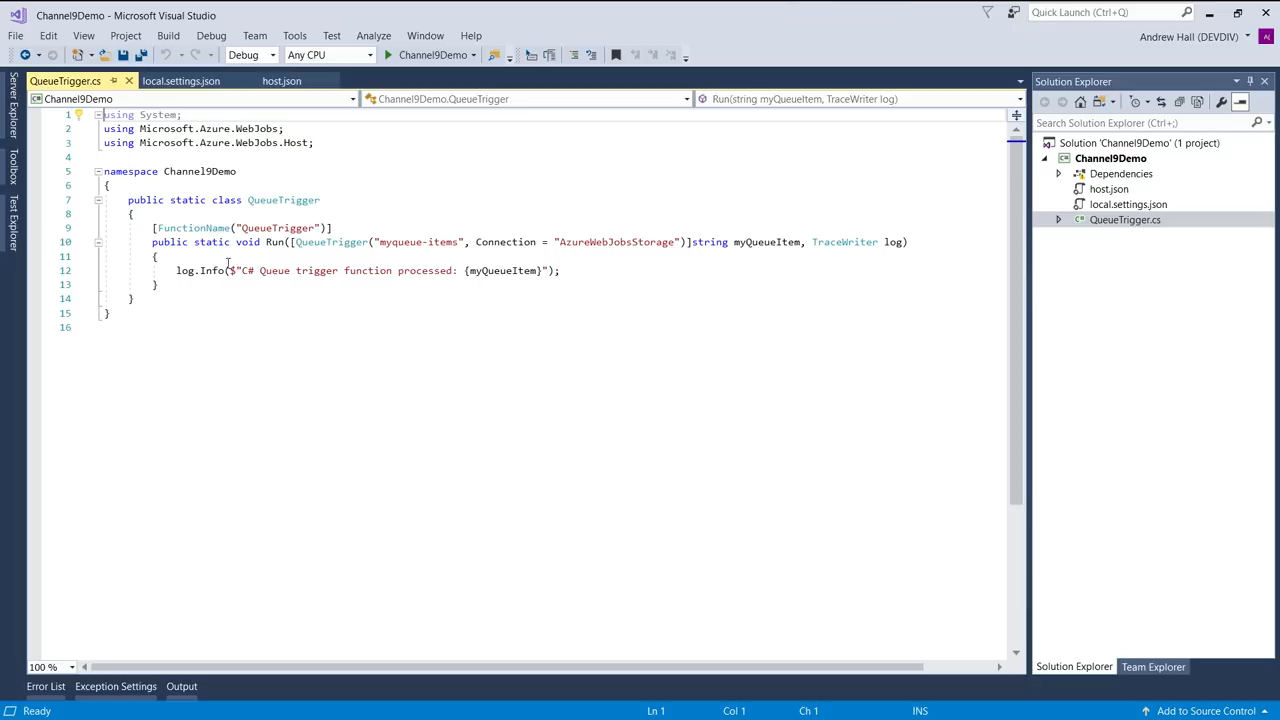 Channel9Demo - Microsoft Visual Studio
Quick Launch (Ctrl+Q)
File Edit View Project Build Debug Team Tools Test Analyze Window Help
Andrew Hall (DEVDIV)
Debug Any CPU Channel9Demo
Server Explorer
Toolbox
Test Explorer
QueueTrigger.cs local.settings.json host.json
Channel9Demo Channel9Demo.QueueTrigger Run(string myQueueItem, TraceWriter log)
1 using System;
2 using Microsoft.Azure.WebJobs;
3 using Microsoft.Azure.WebJobs.Host;
4
5 namespace Channel9Demo
6 {
7 public static class QueueTrigger
8 {
9 [FunctionName("QueueTrigger")]
10 public static void Run([QueueTrigger("myqueue-items", Connection = "AzureWebJobsStorage")]string myQueueItem, TraceWriter log)
11 {
12 log.Info($"C# Queue trigger function processed: {myQueueItem}");
13 }
14 }
15 }
16
100 %
Solution Explorer
Search Solution Explorer (Ctrl+;)
Solution 'Channel9Demo' (1 project)
Channel9Demo
Dependencies
host.json
local.settings.json
QueueTrigger.cs
Solution Explorer Team Explorer
Error List Exception Settings Output
Ready Ln 1 Col 1 Ch 1 INS Add to Source Control